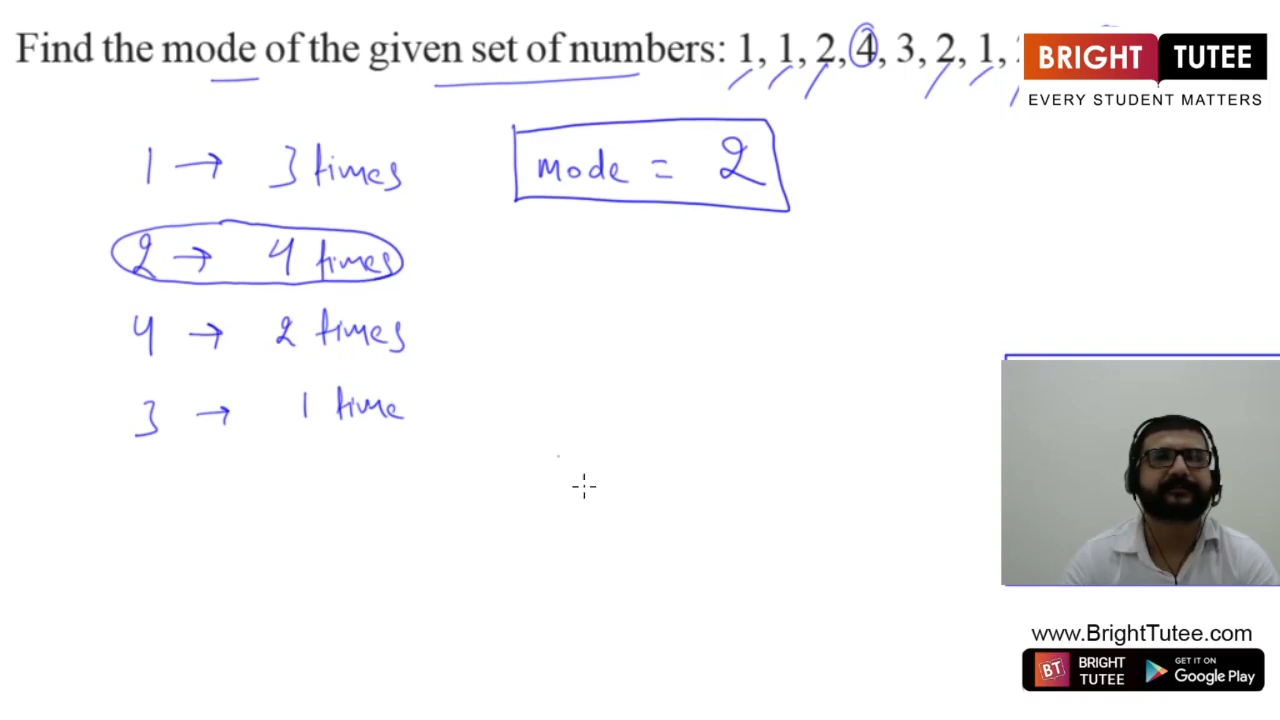 Find the mode of the given set of numbers: 1, 1, 2, 4, 3, 2, 1,
BRIGHT TUTEE
EVERY STUDENT MATTERS
1 → 3 times
mode = 2
2 → 4 times
4 → 2 times
3 → 1 time
www.BrightTutee.com
BT BRIGHT TUTEE
GET IT ON Google Play